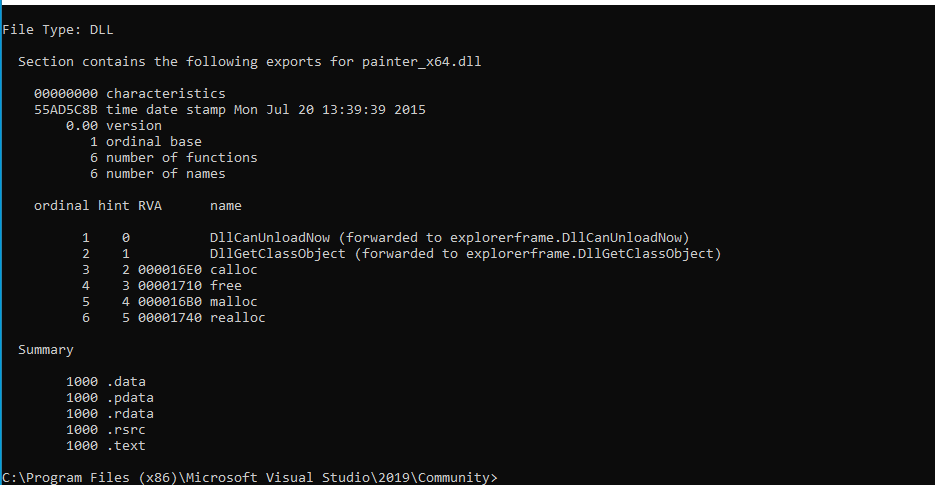 File Type: DLL
Section contains the following exports for painter_x64.dll
00000000 characteristics
55AD5C8B time date stamp Mon Jul 20 13:39:39 2015
0.00 version
1 ordinal base
6 number of functions
6 number of names
ordinal hint RVA      name
1    0          DllCanUnloadNow (forwarded to explorerframe.DllCanUnloadNow)
2    1          DllGetClassObject (forwarded to explorerframe.DllGetClassObject)
3    2 000016E0 calloc
4    3 00001710 free
5    4 000016B0 malloc
6    5 00001740 realloc
Summary
1000 .data
1000 .pdata
1000 .rdata
1000 .rsrc
1000 .text
C:\Program Files (x86)\Microsoft Visual Studio\2019\Community>